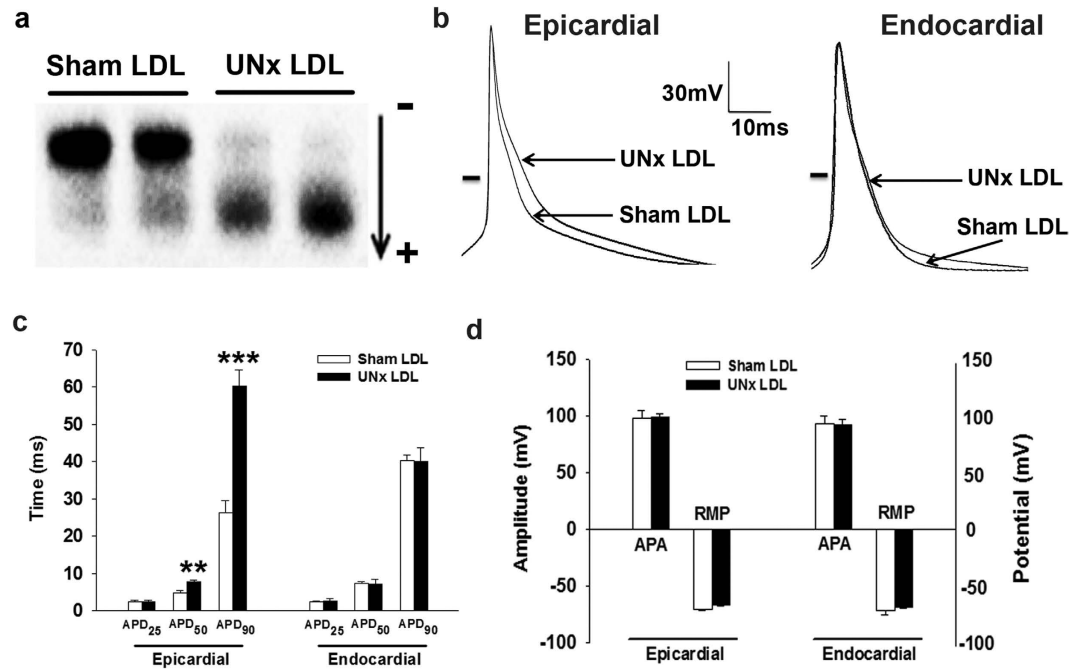 a
Sham LDL
UNx LDL
-
+
b
Epicardial
Endocardial
30mV
10ms
UNx LDL
Sham LDL
UNx LDL
Sham LDL
c
70
60
50
40
30
20
10
0
Time (ms)
Sham LDL
UNx LDL
**
***
APD25 APD50 APD90
APD25 APD50 APD90
Epicardial
Endocardial
d
150
100
50
0
-50
-100
Amplitude (mV)
Sham LDL
UNx LDL
APA
RMP
APA
RMP
Epicardial
Endocardial
150
100
50
0
-50
-100
Potential (mV)